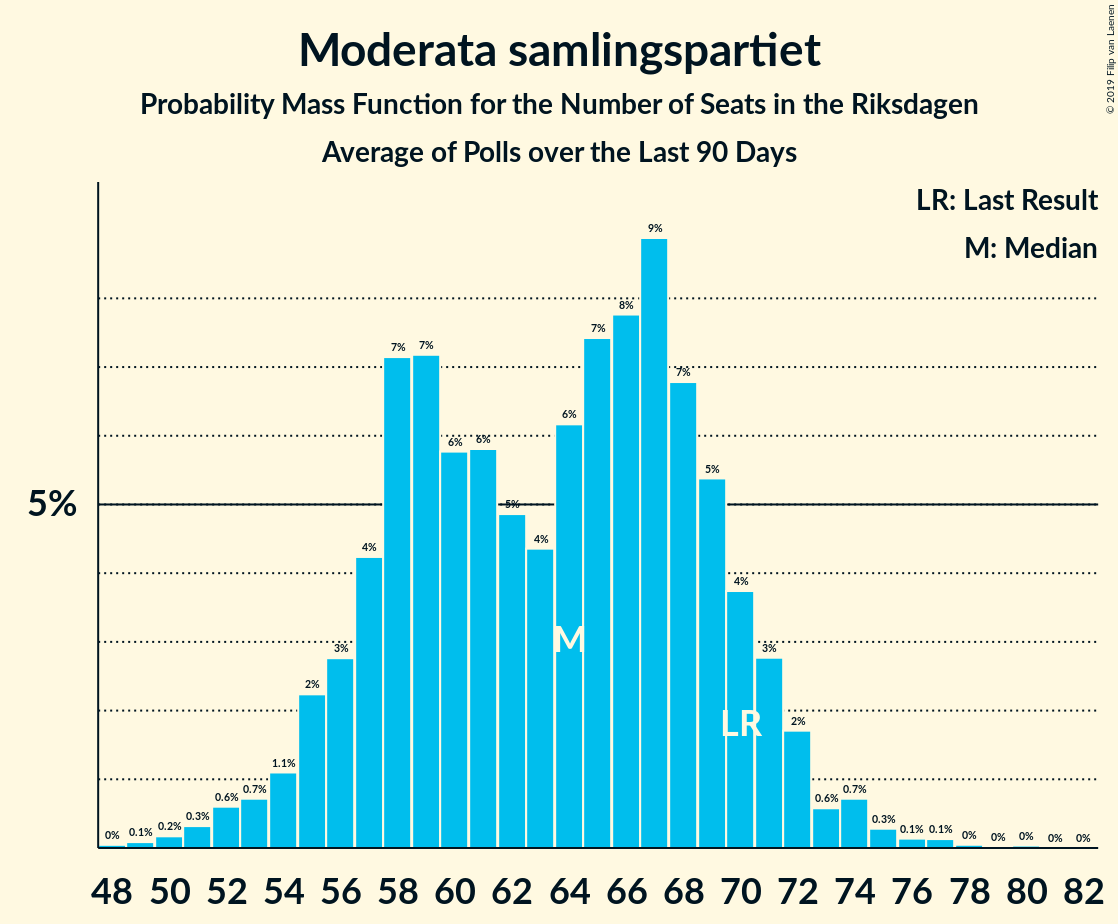 Moderata samlingspartiet
Probability Mass Function for the Number of Seats in the Riksdagen
Average of Polls over the Last 90 Days
© 2019 Filip van Laenen
LR: Last Result
M: Median
5%
0% 0.1% 0.2% 0.3% 0.6% 0.7% 1.1% 2% 3% 4% 7% 7% 6% 6% 5% 4% 6% 7% 8% 9% 7% 5% 4% 3% 2% 0.6% 0.7% 0.3% 0.1% 0.1% 0% 0% 0% 0% 0%
M
LR
48 50 52 54 56 58 60 62 64 66 68 70 72 74 76 78 80 82